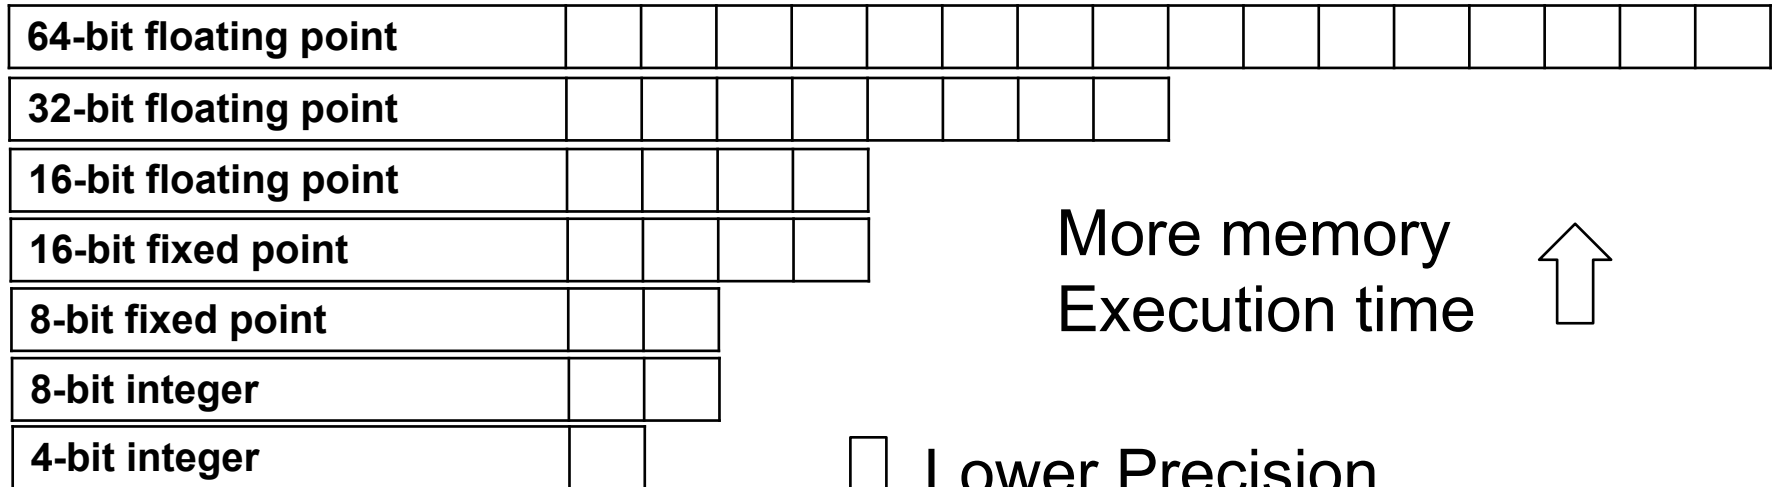 64-bit floating point
32-bit floating point
16-bit floating point
16-bit fixed point
More memory
Execution time
8-bit fixed point
8-bit integer
4-bit integer
Lower Precision